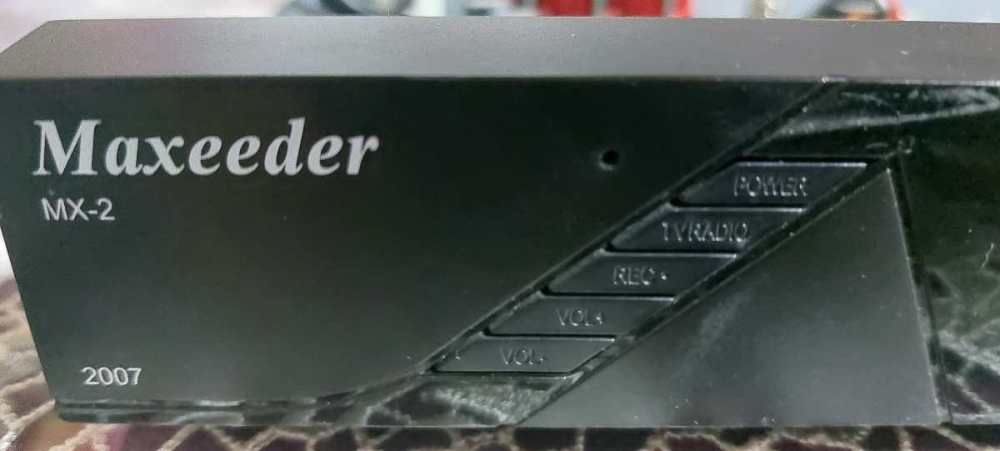 Maxeeder
MX-2
2007
POWER
TV/RADIO
REC •
VOL+
VOL-